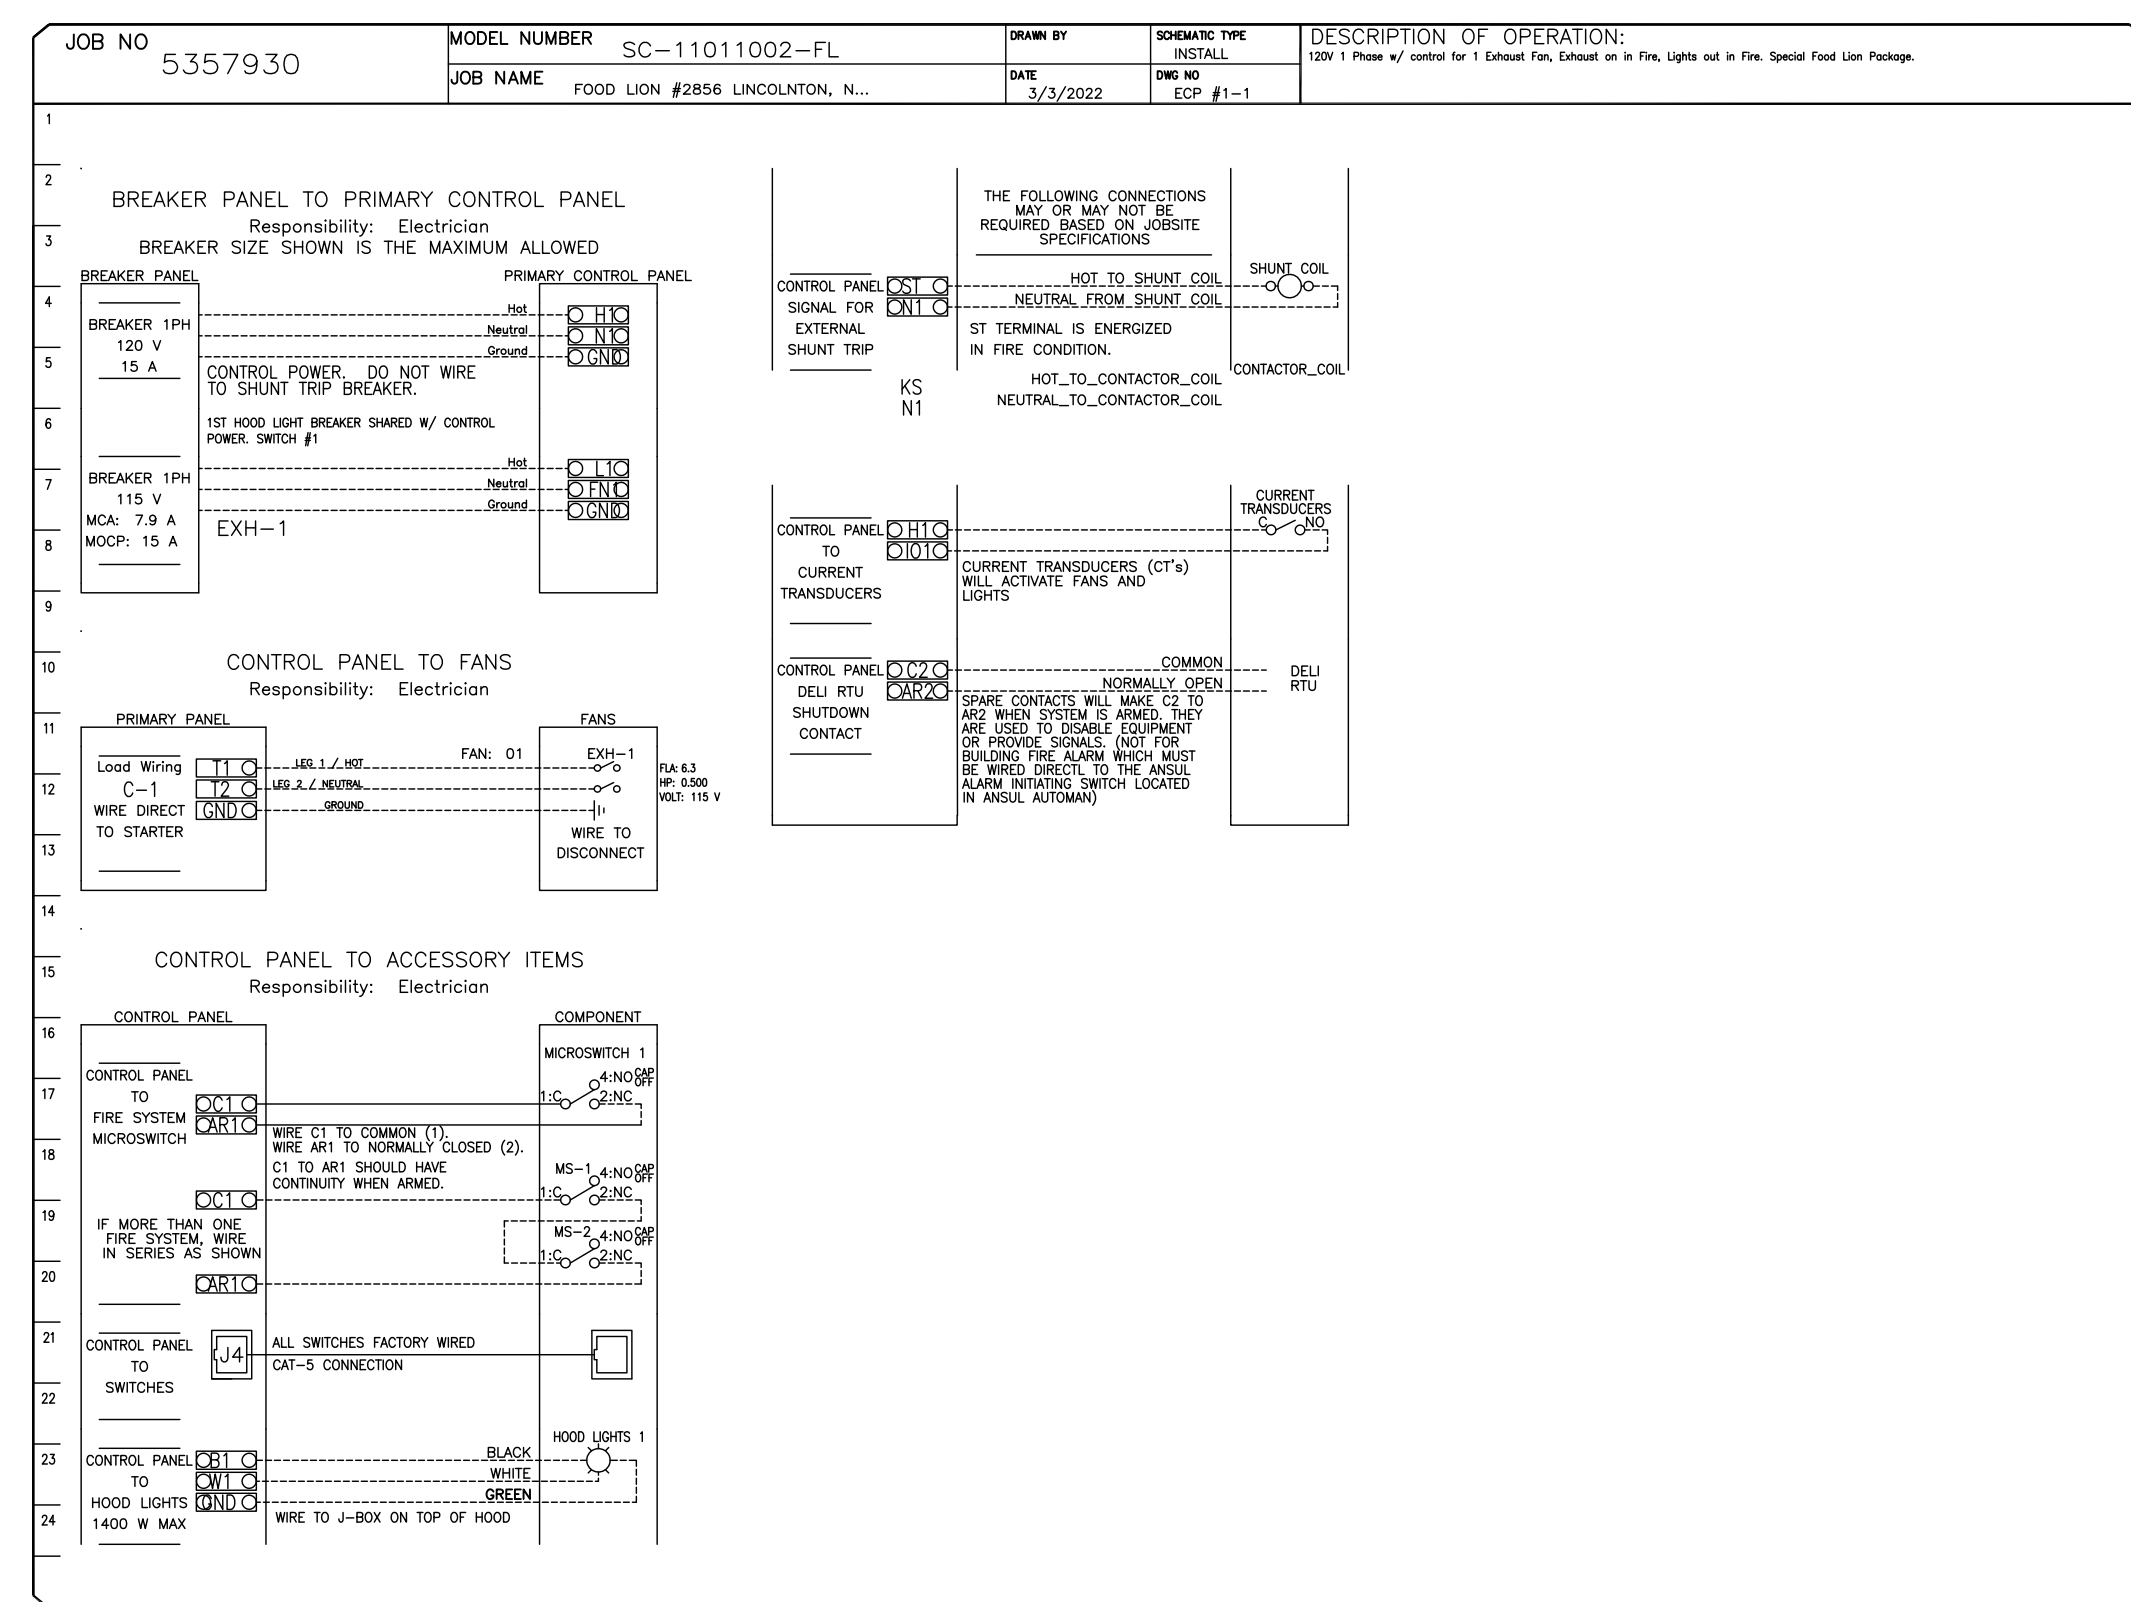 JOB NO
5357930
MODEL NUMBER
SC-11011002-FL
JOB NAME
FOOD LION #2856 LINCOLNTON, N...
DRAWN BY
DATE
3/3/2022
SCHEMATIC TYPE
INSTALL
DWG NO
ECP #1-1
DESCRIPTION OF OPERATION:
120V 1 Phase w/ control for 1 Exhaust Fan, Exhaust on in Fire, Lights out in Fire. Special Food Lion Package.
1
2
3
4
5
6
7
8
9
10
11
12
13
14
15
16
17
18
19
20
21
22
23
24
BREAKER PANEL TO PRIMARY CONTROL PANEL
Responsibility: Electrician
BREAKER SIZE SHOWN IS THE MAXIMUM ALLOWED
BREAKER PANEL
PRIMARY CONTROL PANEL
BREAKER 1PH
120 V
15 A
Hot
H1
Neutral
N1
Ground
GND
CONTROL POWER. DO NOT WIRE
TO SHUNT TRIP BREAKER.
1ST HOOD LIGHT BREAKER SHARED W/ CONTROL
POWER. SWITCH #1
BREAKER 1PH
115 V
MCA: 7.9 A
MOCP: 15 A
Hot
L1
Neutral
FN1
Ground
GND
EXH-1
CONTROL PANEL TO FANS
Responsibility: Electrician
PRIMARY PANEL
FANS
Load Wiring
C-1
WIRE DIRECT
TO STARTER
T1
T2
GND
LEG 1 / HOT
LEG 2 / NEUTRAL
GROUND
FAN: 01
EXH-1
WIRE TO
DISCONNECT
FLA: 6.3
HP: 0.500
VOLT: 115 V
CONTROL PANEL TO ACCESSORY ITEMS
Responsibility: Electrician
CONTROL PANEL
COMPONENT
CONTROL PANEL
TO
FIRE SYSTEM
MICROSWITCH
C1
AR1
MICROSWITCH 1
4:NO
CAP
OFF
1:C
2:NC
WIRE C1 TO COMMON (1).
WIRE AR1 TO NORMALLY CLOSED (2).
C1 TO AR1 SHOULD HAVE
CONTINUITY WHEN ARMED.
C1
MS-1
4:NO
CAP
OFF
1:C
2:NC
IF MORE THAN ONE
FIRE SYSTEM, WIRE
IN SERIES AS SHOWN
MS-2
4:NO
CAP
OFF
1:C
2:NC
AR1
CONTROL PANEL
TO
SWITCHES
J4
ALL SWITCHES FACTORY WIRED
CAT-5 CONNECTION
CONTROL PANEL
TO
HOOD LIGHTS
1400 W MAX
B1
W1
GND
BLACK
WHITE
GREEN
HOOD LIGHTS 1
WIRE TO J-BOX ON TOP OF HOOD
THE FOLLOWING CONNECTIONS
MAY OR MAY NOT BE
REQUIRED BASED ON JOBSITE
SPECIFICATIONS
CONTROL PANEL
SIGNAL FOR
EXTERNAL
SHUNT TRIP
ST
N1
HOT TO SHUNT COIL
NEUTRAL FROM SHUNT COIL
SHUNT COIL
ST TERMINAL IS ENERGIZED
IN FIRE CONDITION.
KS
N1
HOT_TO_CONTACTOR_COIL
NEUTRAL_TO_CONTACTOR_COIL
CONTACTOR_COIL
CONTROL PANEL
TO
CURRENT
TRANSDUCERS
H1
IO1
CURRENT
TRANSDUCERS
C
NO
CURRENT TRANSDUCERS (CT's)
WILL ACTIVATE FANS AND
LIGHTS
CONTROL PANEL
DELI RTU
SHUTDOWN
CONTACT
C2
AR2
COMMON
NORMALLY OPEN
DELI
RTU
SPARE CONTACTS WILL MAKE C2 TO
AR2 WHEN SYSTEM IS ARMED. THEY
ARE USED TO DISABLE EQUIPMENT
OR PROVIDE SIGNALS. (NOT FOR
BUILDING FIRE ALARM WHICH MUST
BE WIRED DIRECTL TO THE ANSUL
ALARM INITIATING SWITCH LOCATED
IN ANSUL AUTOMAN)